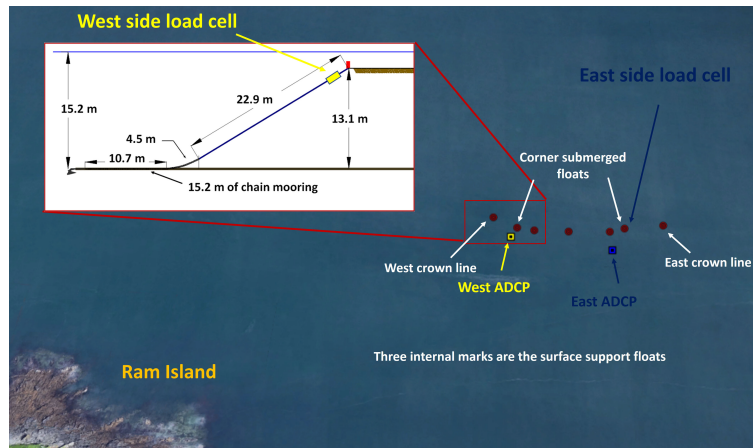 West side load cell
22.9 m
15.2 m
13.1 m
4.5 m
10.7 m
15.2 m of chain mooring
East side load cell
Corner submerged
floats
West crown line
East crown line
West ADCP
East ADCP
Three internal marks are the surface support floats
Ram Island